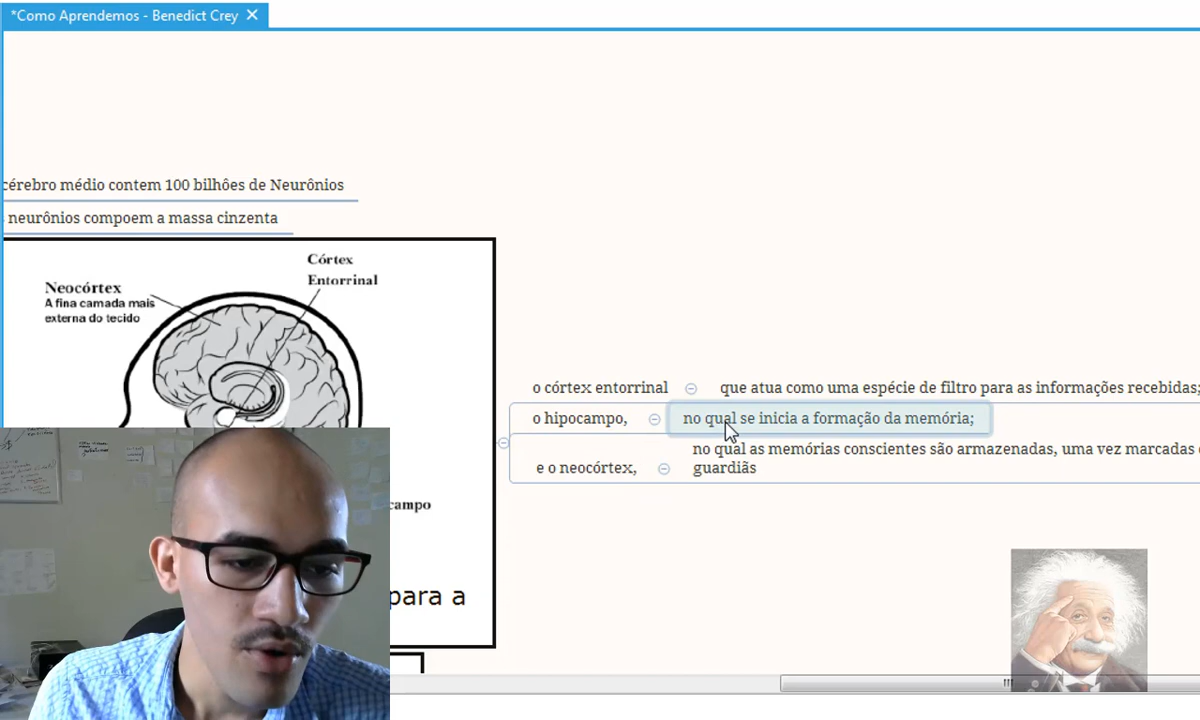 *Como Aprendemos - Benedict Crey
cérebro médio contem 100 bilhões de Neurônios
neurônios compoem a massa cinzenta
Córtex
Entorrinal
Neocórtex
A fina camada mais
externa do tecido
o córtex entorrinal
que atua como uma espécie de filtro para as informações recebidas;
o hipocampo,
no qual se inicia a formação da memória;
e o neocórtex,
no qual as memórias conscientes são armazenadas, uma vez marcadas
guardiãs
campo
para a